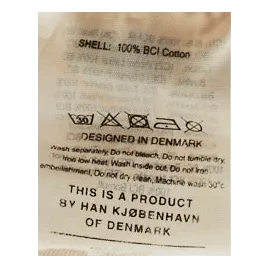 SHELL: 100% BCI Cotton
30
DESIGNED IN DENMARK
Wash separately, Do not bleach, Do not tumble dry,
Iron low heat, Wash inside out, Do not iron
embellishment, Do not dry clean, Machine wash 30°c
THIS IS A PRODUCT
BY HAN KJØBENHAVN
OF DENMARK